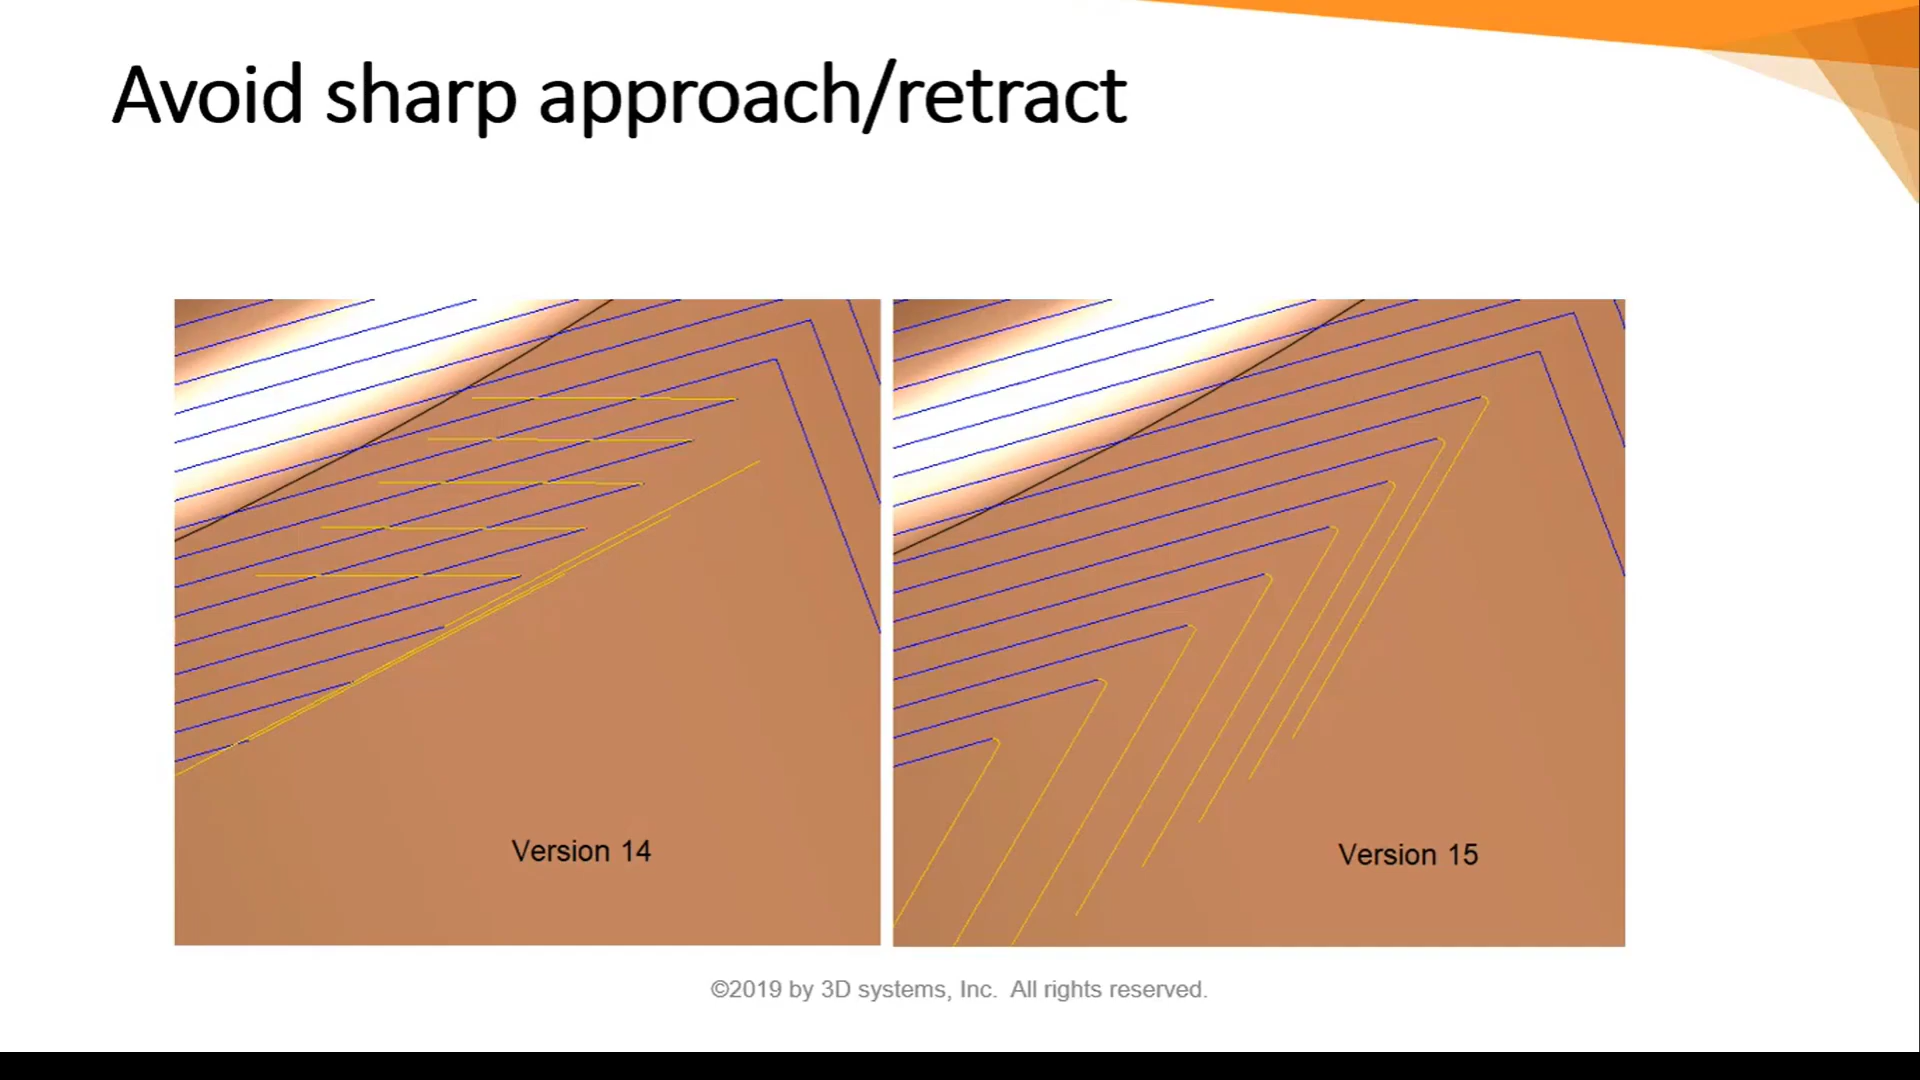 Avoid sharp approach/retract
Version 14
Version 15
©2019 by 3D systems, Inc.  All rights reserved.